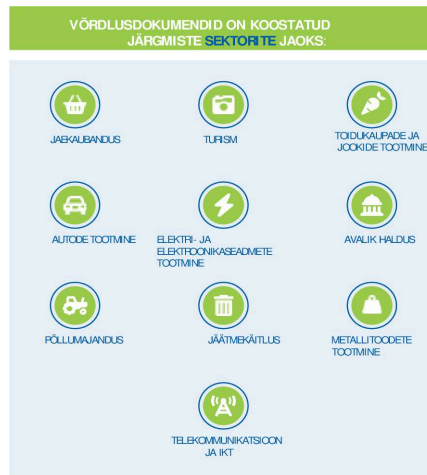 VÕRDLUSDOKUMENDID ON KOOSTATUD
JÄRGMISTE SEKTORITE JAOKS:
JAEKAUBANDUS
TURISM
TOIDUKAUPADE JA
JOOKIDE TOOTMINE
AUTODE TOOTMINE
ELEKTRI- JA
ELEKTROONIKASEADMETE
TOOTMINE
AVALIK HALDUS
PÕLLUMAJANDUS
JÄÄTMEKÄITLUS
METALLITOODETE
TOOTMINE
TELEKOMMUNIKATSIOON
JA IKT